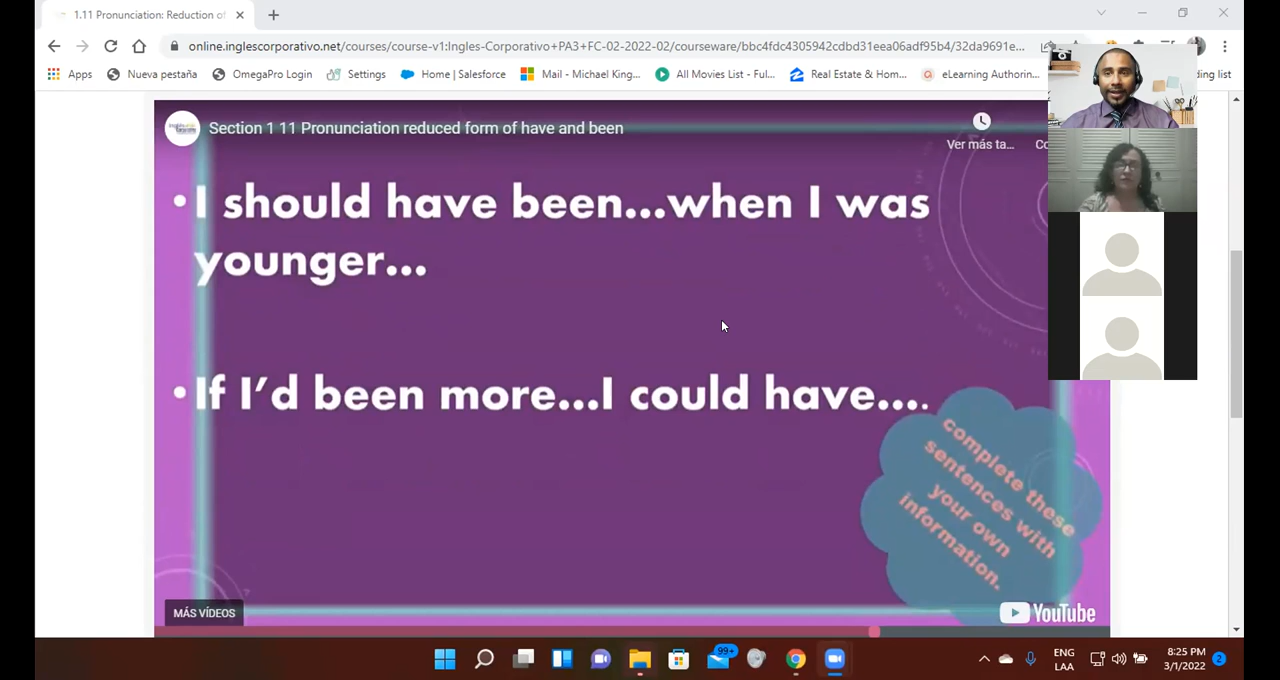 1.11 Pronunciation: Reduction of
online.inglescorporativo.net/courses/course-v1:Ingles-Corporativo+PA3+FC-02-2022-02/courseware/bbc4fdc4305942cdbd31eea06adf95b4/32da9691e...
Apps Nueva pestaña OmegaPro Login Settings Home | Salesforce Mail - Michael King... All Movies List - Ful... Real Estate & Hom... eLearning Authorin... ding list
Section 1 11 Pronunciation reduced form of have and been
Ver más ta...
• I should have been...when I was
younger...
• If I'd been more...I could have....
complete these
sentences with
your own
information.
MÁS VÍDEOS
YouTube
99+
ENG
LAA
8:25 PM
3/1/2022
2